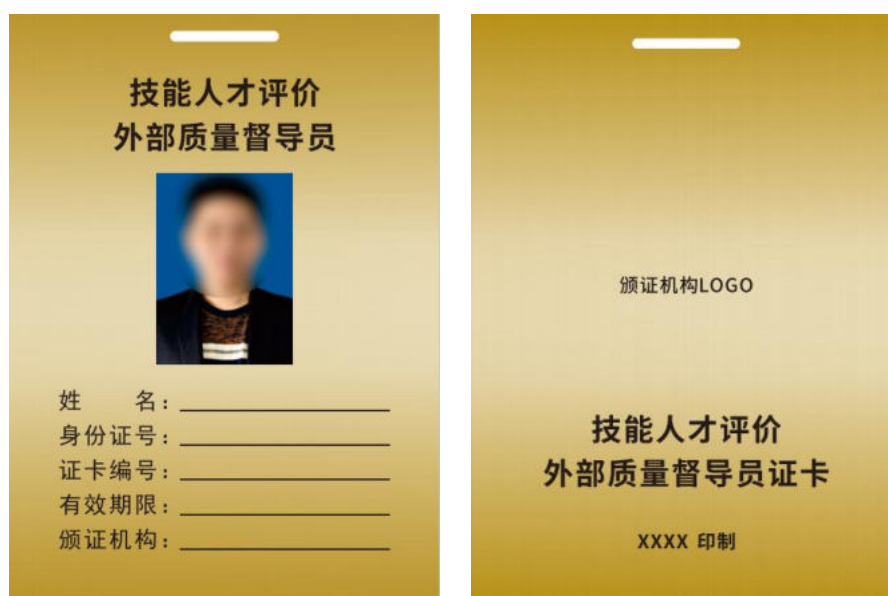 技能人才评价
外部质量督导员
姓名：
身份证号：
证卡编号：
有效期限：
颁证机构：
颁证机构LOGO
技能人才评价
外部质量督导员证卡
XXXX 印制